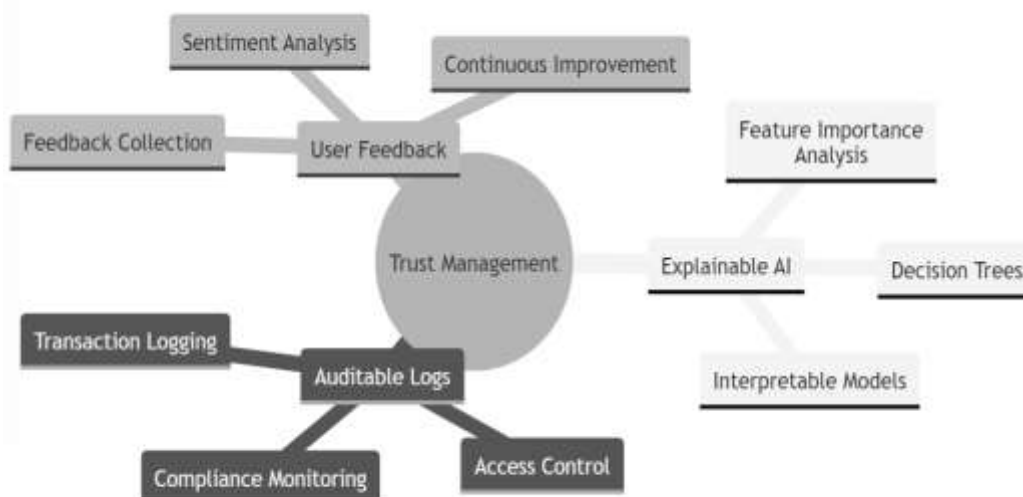 Sentiment Analysis
Continuous Improvement
Feedback Collection
User Feedback
Feature Importance
Analysis
Trust Management
Explainable AI
Decision Trees
Transaction Logging
Auditable Logs
Interpretable Models
Compliance Monitoring
Access Control